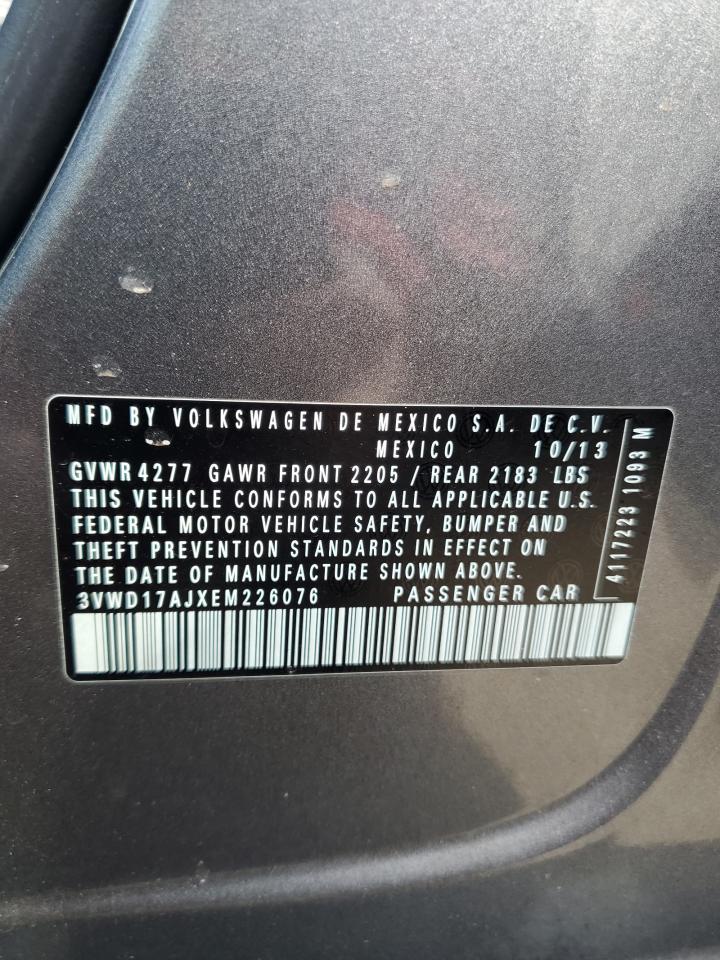 MFD BY VOLKSWAGEN DE MEXICO S.A. DE C.V.
MEXICO 10/13
GVWR 4277 GAWR FRONT 2205 / REAR 2183 LBS
THIS VEHICLE CONFORMS TO ALL APPLICABLE U.S.
FEDERAL MOTOR VEHICLE SAFETY, BUMPER AND
THEFT PREVENTION STANDARDS IN EFFECT ON
THE DATE OF MANUFACTURE SHOWN ABOVE.
3VWD17AJXEM226076 PASSENGER CAR
4117223 1093 M